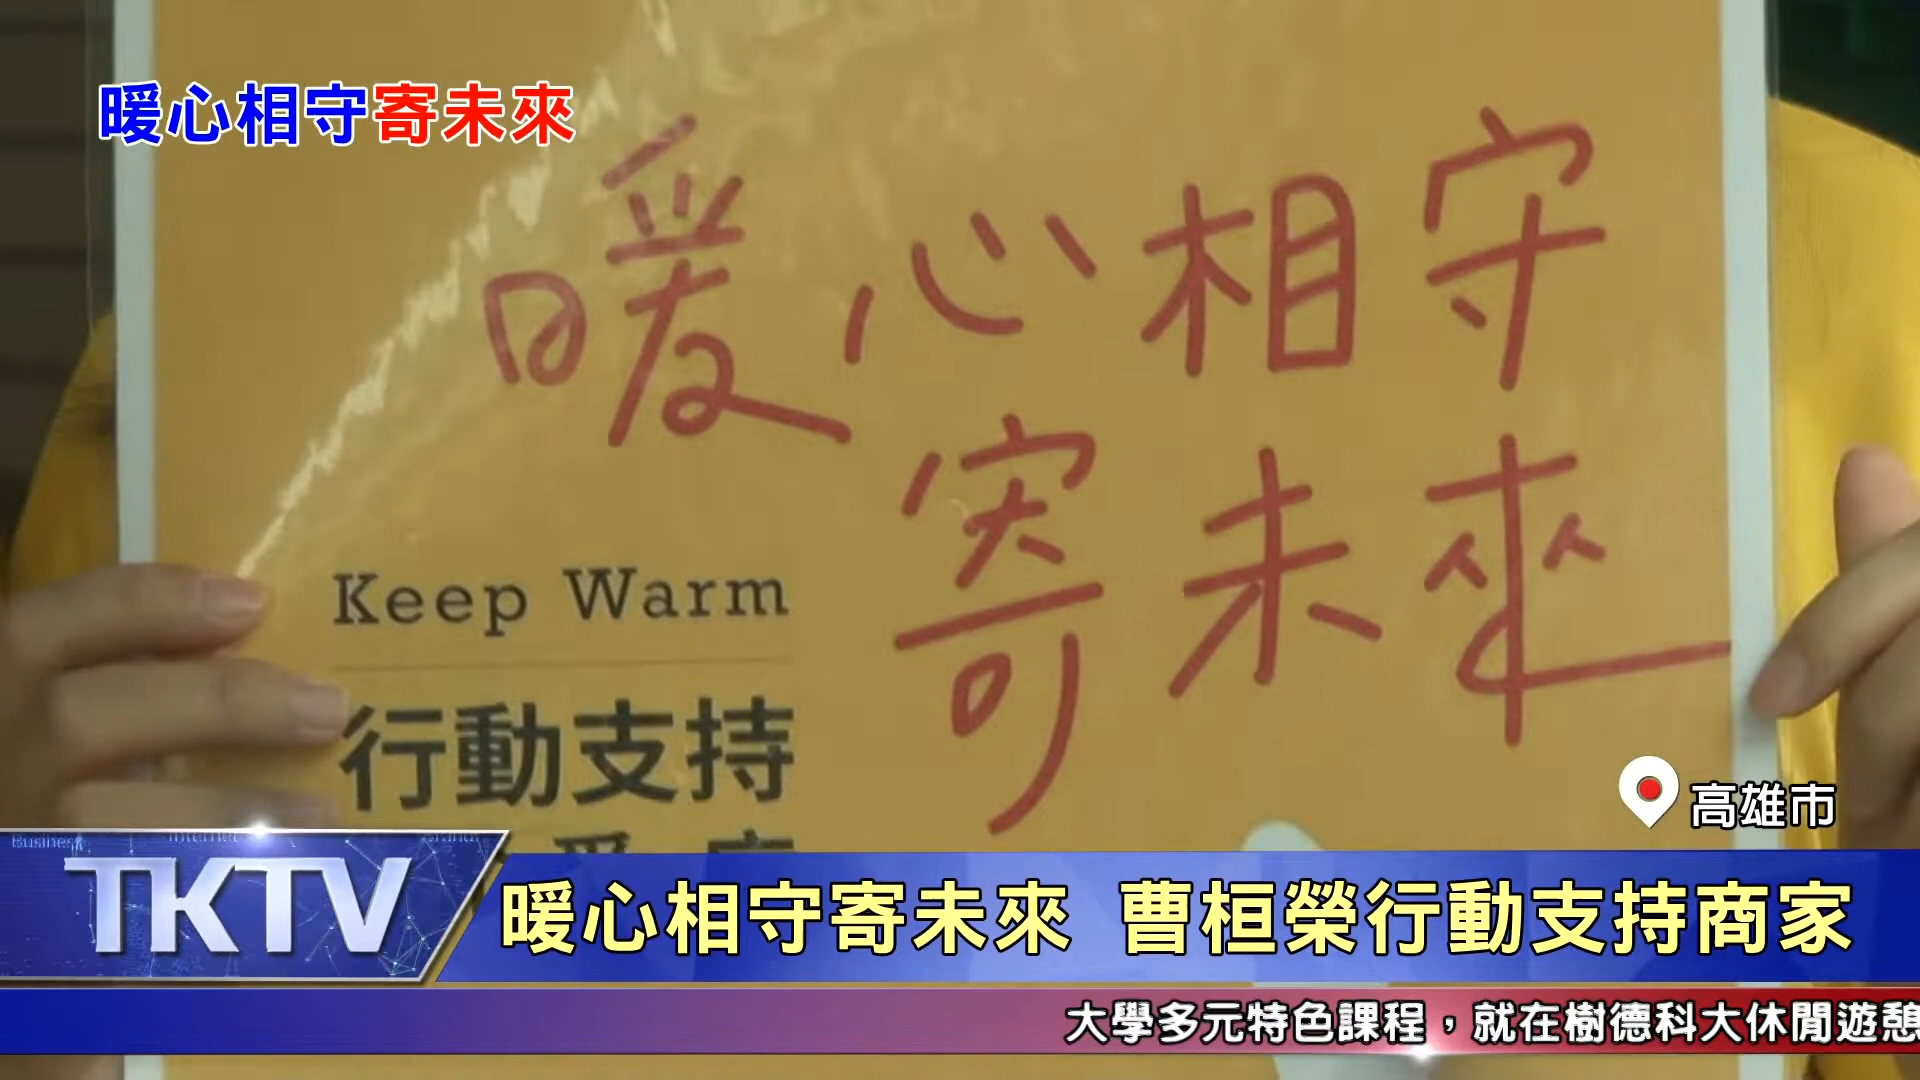 暖心相守寄未來
暖心相守
寄未來
Keep Warm
行動支持
高雄市
Business
Internet
TKTV
暖心相守寄未來 曹桓榮行動支持商家
大學多元特色課程，就在樹德科大休閒遊憩